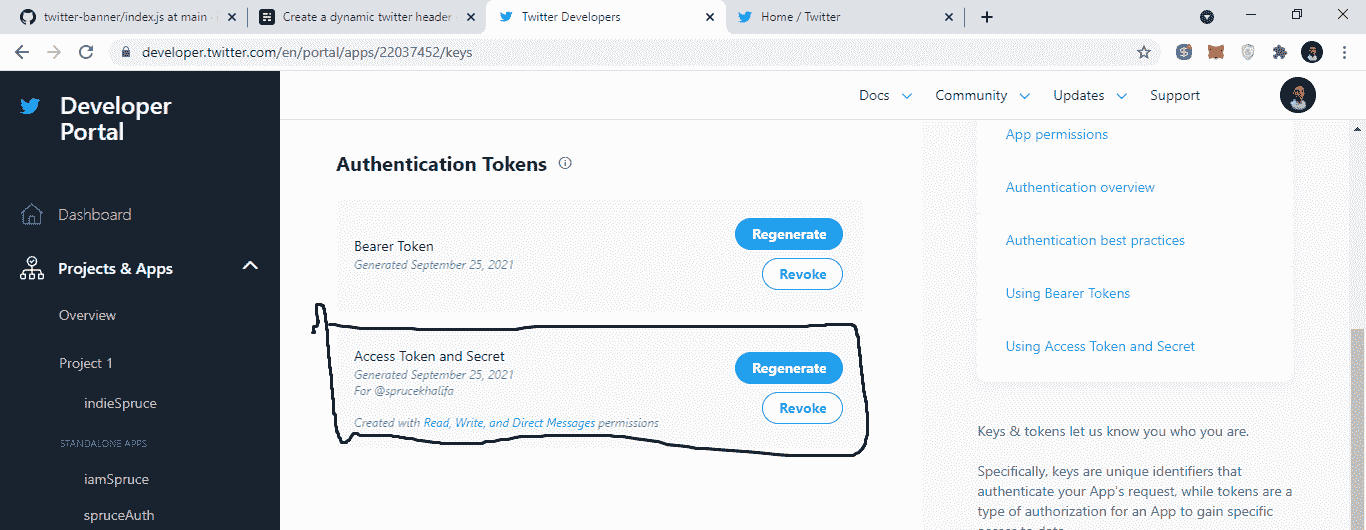 twitter-banner/index.js at main
Create a dynamic twitter header
Twitter Developers
Home / Twitter
developer.twitter.com/en/portal/apps/22037452/keys
Developer
Portal
Docs
Community
Updates
Support
Dashboard
Projects & Apps
Overview
Project 1
indieSpruce
STANDALONE APPS
iamSpruce
spruceAuth
Authentication Tokens
Bearer Token
Generated September 25, 2021
Regenerate
Revoke
Access Token and Secret
Generated September 25, 2021
For @sprucekhalifa
Created with Read, Write, and Direct Messages permissions
Regenerate
Revoke
App permissions
Authentication overview
Authentication best practices
Using Bearer Tokens
Using Access Token and Secret
Keys & tokens let us know you who you are.
Specifically, keys are unique identifiers that
authenticate your App's request, while tokens are a
type of authorization for an App to gain specific